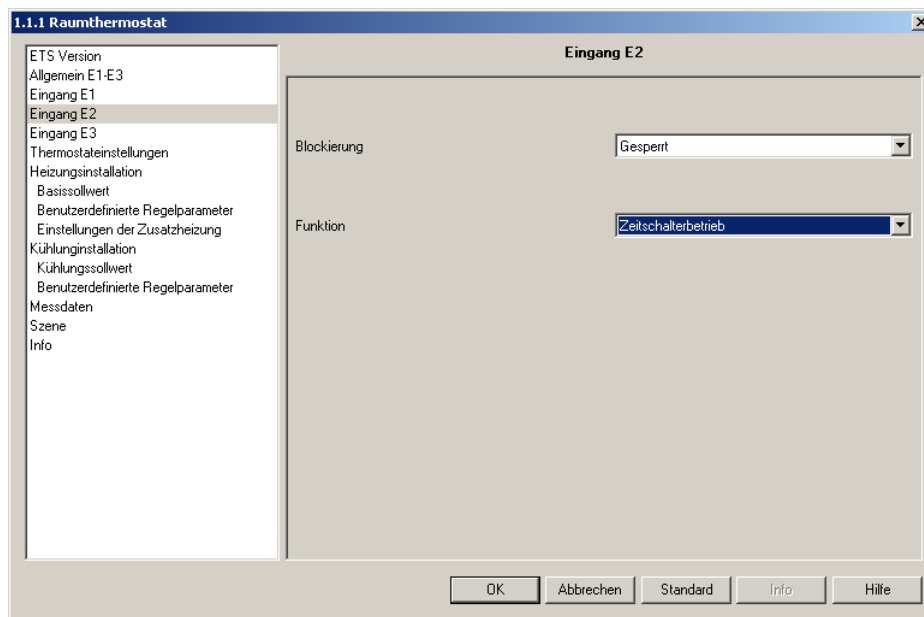 1.1.1 Raumthermostat
ETS Version
Allgemein E1-E3
Eingang E1
Eingang E2
Eingang E3
Thermostateinstellungen
Heizungsinstallation
Basissollwert
Benutzerdefinierte Regelparameter
Einstellungen der Zusatzheizung
Kühlunginstallation
Kühlungssollwert
Benutzerdefinierte Regelparameter
Messdaten
Szene
Info
Eingang E2
Blockierung Gesperrt
Funktion Zeitschalterbetrieb
OK Abbrechen Standard Info Hilfe